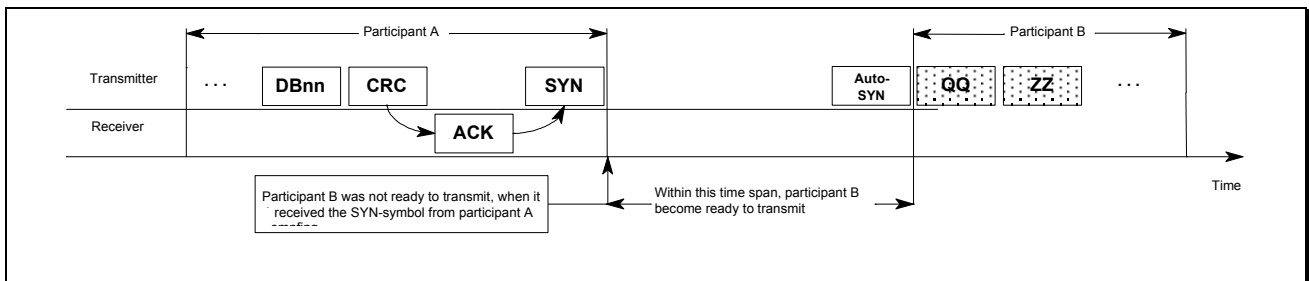 Participant A
Participant B
Transmitter
...
DBnn
CRC
SYN
Auto-
SYN
QQ
ZZ
...
Receiver
ACK
Time
Participant B was not ready to transmit, when it
received the SYN-symbol from participant A
Within this time span, participant B
become ready to transmit